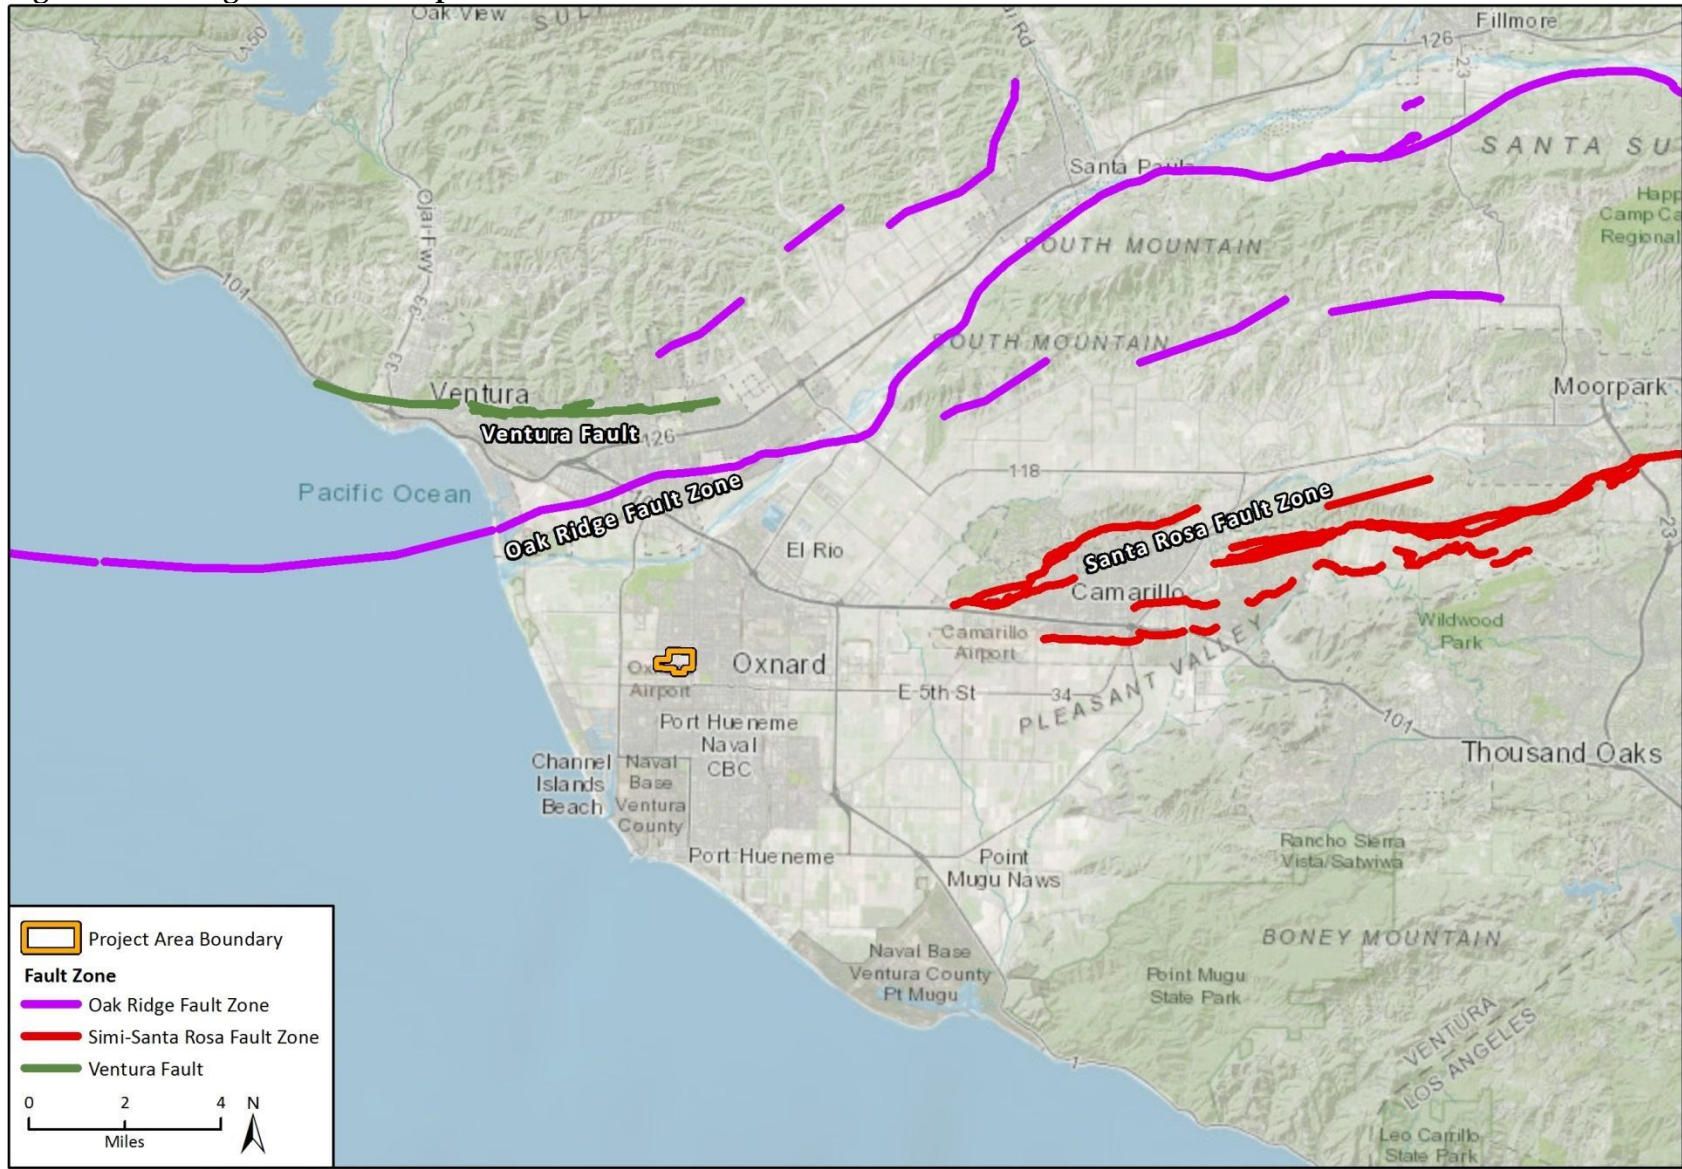 Oak View
Fillmore
126
23
Santa Paula
SANTA SU
Happ
Camp Ca
Regional
SOUTH MOUNTAIN
Ojai-Fwy
33
101
SOUTH MOUNTAIN
33
Ventura
Moorpark
Ventura Fault
126
118
Pacific Ocean
Oak Ridge Fault Zone
Santa Rosa Fault Zone
23
El Rio
Camarillo
Camarillo
Airport
Wildwood
Park
Oxnard
Airport
E 5th St
34
PLEASANT VALLEY
101
Port Hueneme
Naval
CBC
Thousand Oaks
Channel
Islands
Beach
Naval
Base
Ventura
County
Port Hueneme
Point
Mugu Naws
Rancho Sierra
Vista/Satwiwa
BONEY MOUNTAIN
Naval Base
Ventura County
Pt Mugu
Point Mugu
State Park
VENTURA
LOS ANGELES
1
Leo Carrillo
State Park
Project Area Boundary
Fault Zone
Oak Ridge Fault Zone
Simi-Santa Rosa Fault Zone
Ventura Fault
0 2 4
Miles
N